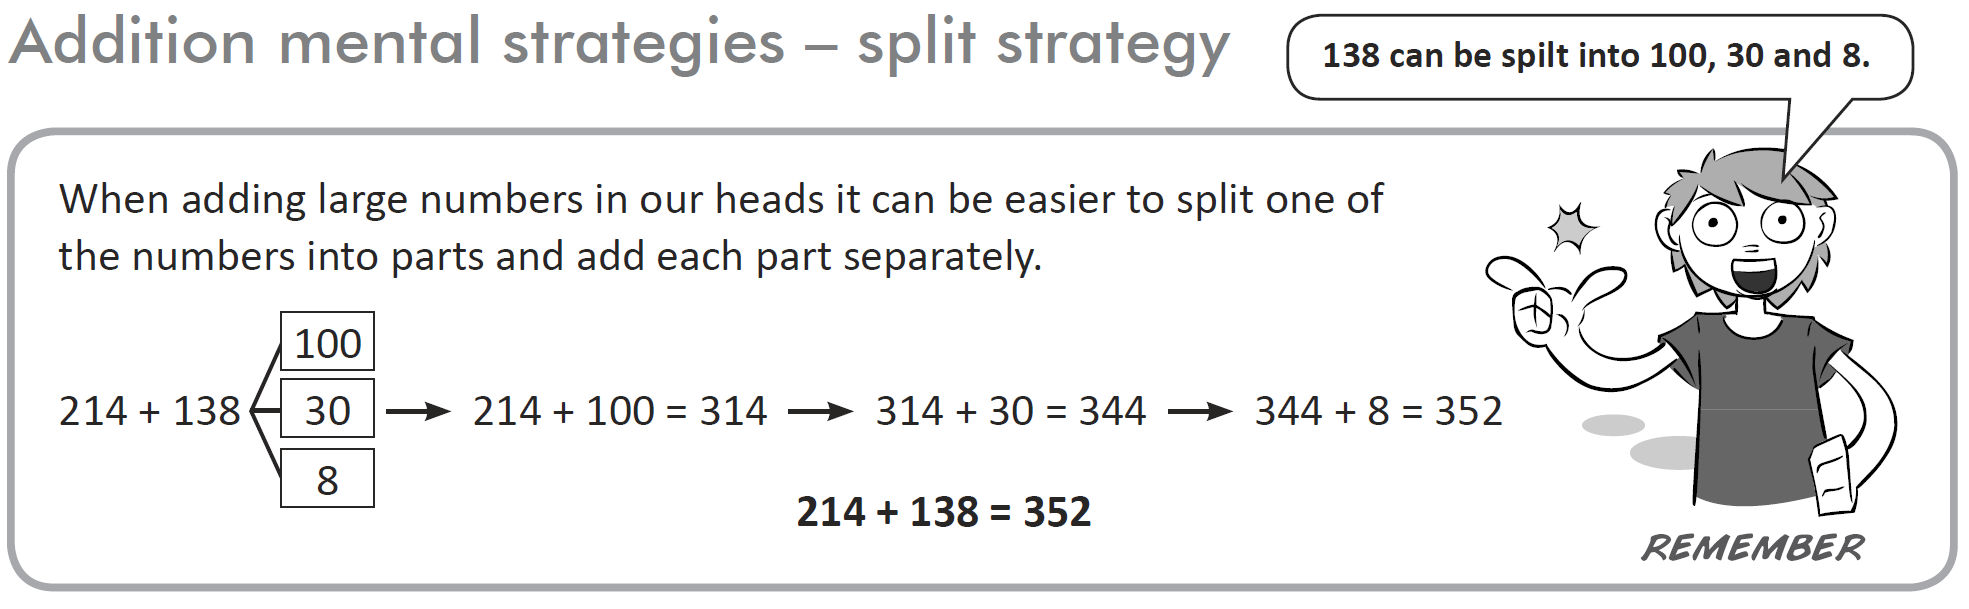 Addition mental strategies – split strategy
138 can be spilt into 100, 30 and 8.
When adding large numbers in our heads it can be easier to split one of
the numbers into parts and add each part separately.
100
214 + 138 30 214 + 100 = 314 314 + 30 = 344 344 + 8 = 352
8
214 + 138 = 352
REMEMBER